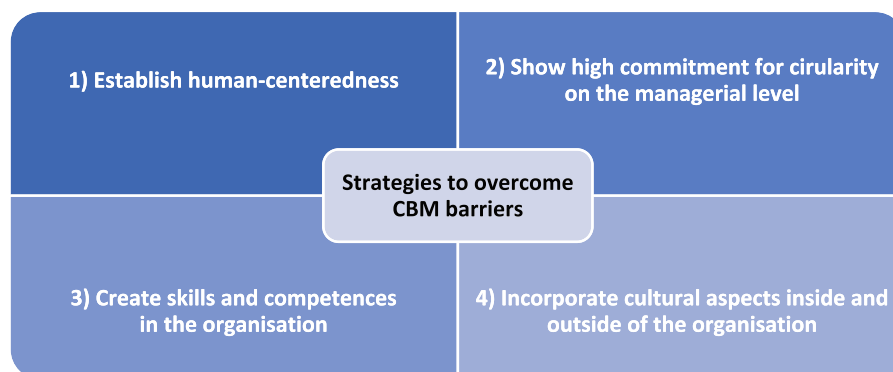 1) Establish human-centeredness
2) Show high commitment for cirularity
on the managerial level
Strategies to overcome
CBM barriers
3) Create skills and competences
in the organisation
4) Incorporate cultural aspects inside and
outside of the organisation